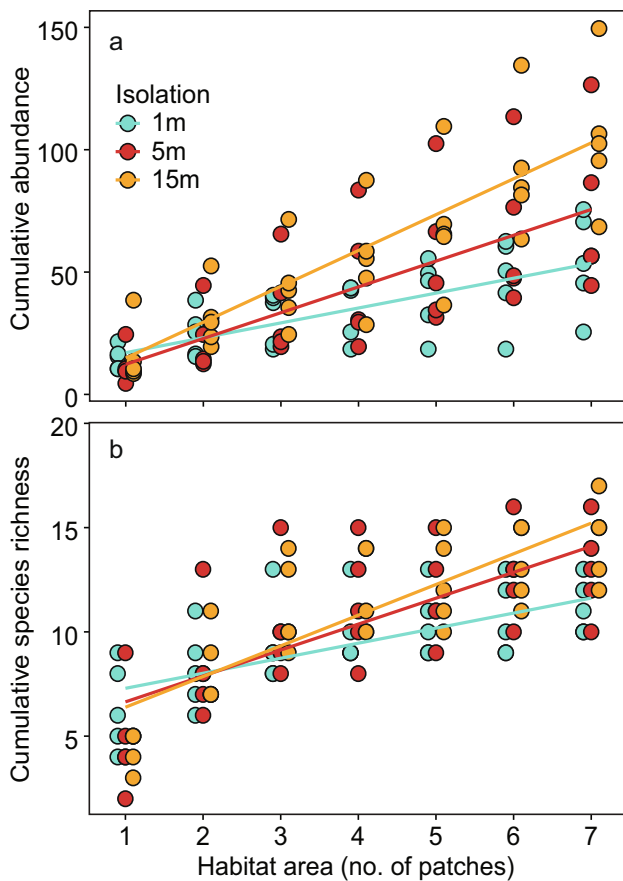 a
Isolation
1m
5m
15m
Cumulative abundance
150
100
50
0
b
Cumulative species richness
20
15
10
5
1 2 3 4 5 6 7
Habitat area (no. of patches)